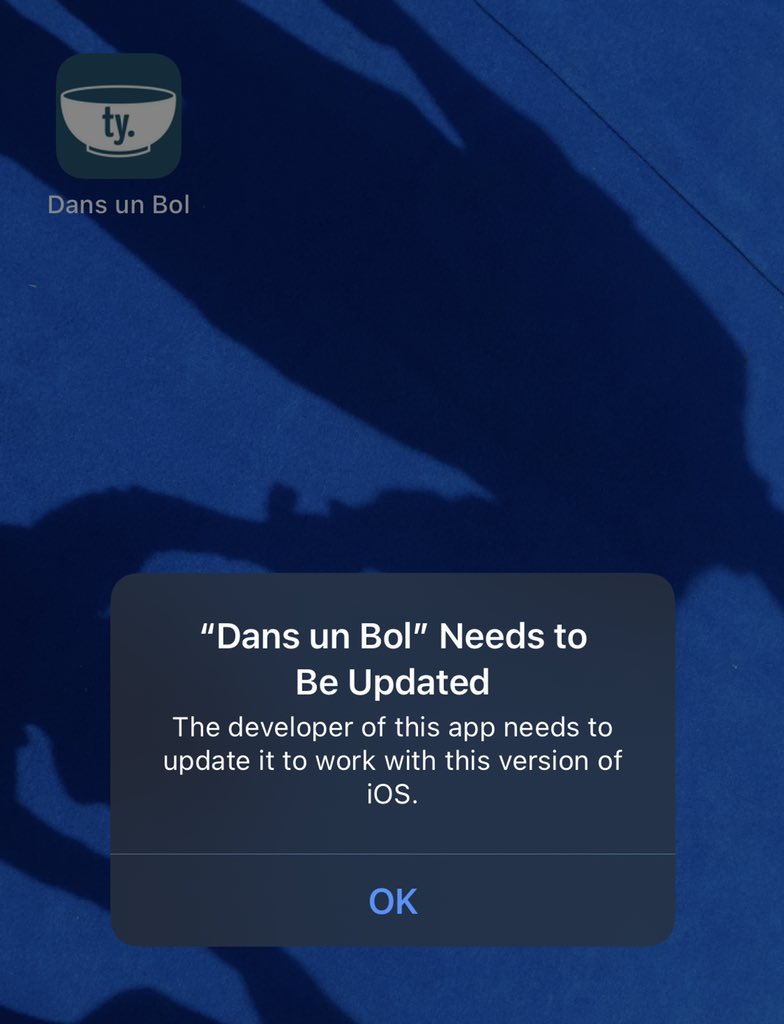 ty.
Dans un Bol
“Dans un Bol” Needs to
Be Updated
The developer of this app needs to
update it to work with this version of
iOS.
OK